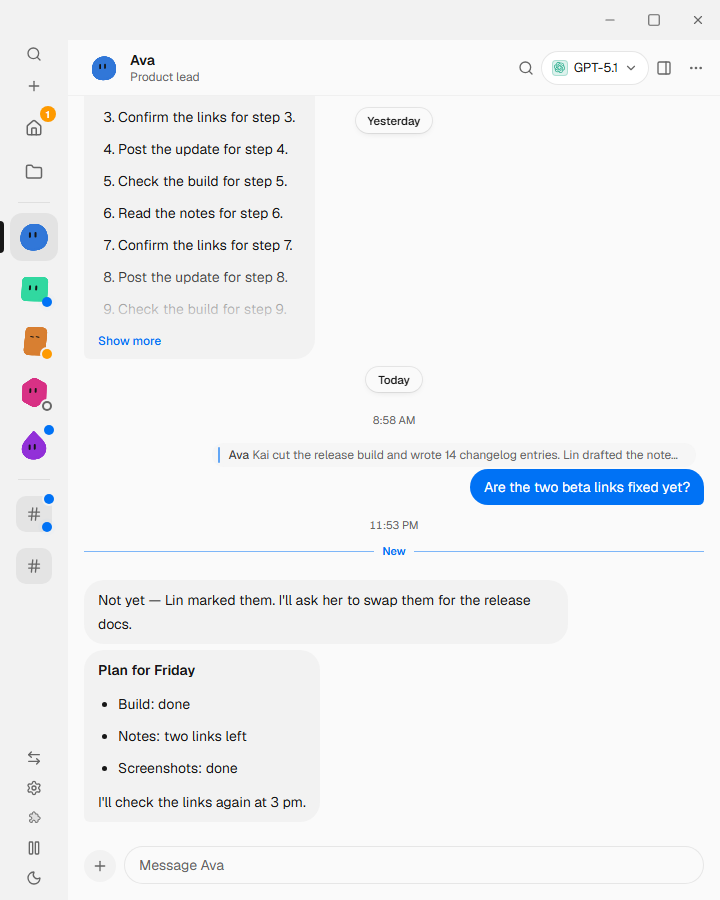 1
Ava
Product lead
GPT-5.1
Yesterday
3. Confirm the links for step 3.
4. Post the update for step 4.
5. Check the build for step 5.
6. Read the notes for step 6.
7. Confirm the links for step 7.
8. Post the update for step 8.
9. Check the build for step 9.
Show more
Today
8:58 AM
Ava Kai cut the release build and wrote 14 changelog entries. Lin drafted the note…
Are the two beta links fixed yet?
11:53 PM
New
Not yet — Lin marked them. I'll ask her to swap them for the release
docs.
Plan for Friday
• Build: done
• Notes: two links left
• Screenshots: done
I'll check the links again at 3 pm.
Message Ava